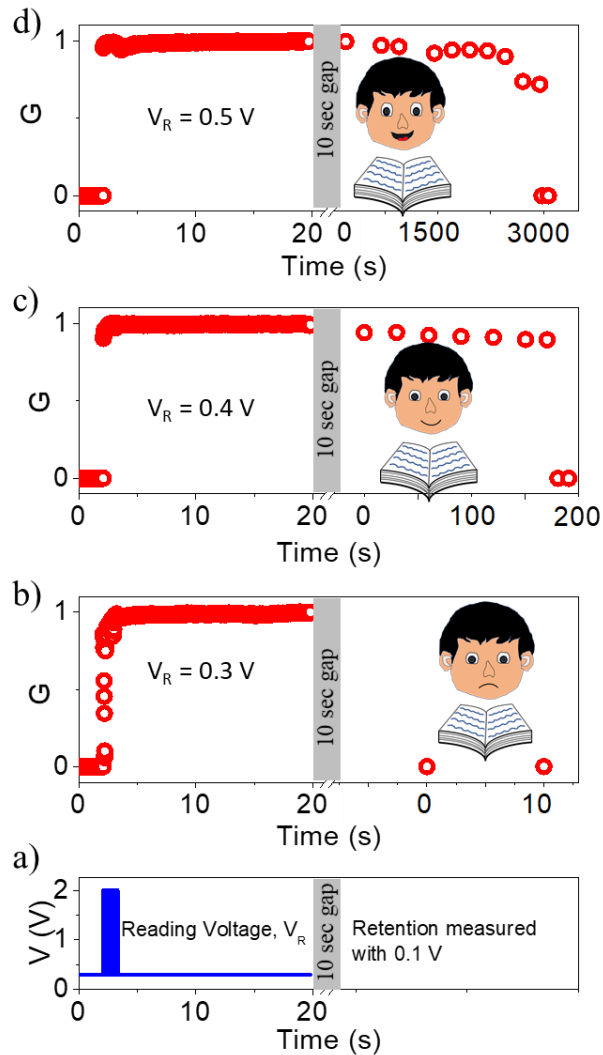 d)
1
G
0
V_R = 0.5 V
10 sec gap
0 10 20 0 1500 3000
Time (s)
c)
1
G
0
V_R = 0.4 V
10 sec gap
0 10 20 0 100 200
Time (s)
b)
1
G
0
V_R = 0.3 V
10 sec gap
0 10 20 0 10
Time (s)
a)
2
1
0
V (V)
Reading Voltage, V_R
10 sec gap
Retention measured
with 0.1 V
0 10 20
Time (s)